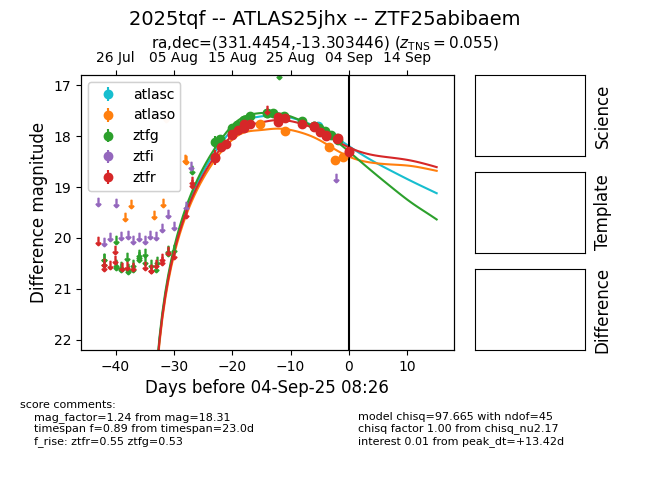 2025tqf -- ATLAS25jhx -- ZTF25abibaem
ra,dec=(331.4454,-13.303446) (z_TNS = 0.055)
26 Jul 05 Aug 15 Aug 25 Aug 04 Sep 14 Sep
17
18
19
20
21
22
Difference magnitude
atlasc
atlaso
ztfg
ztfi
ztfr
−40 −30 −20 −10 0 10
Days before 04-Sep-25 08:26
Science
Template
Difference
score comments:
mag_factor=1.24 from mag=18.31
timespan f=0.89 from timespan=23.0d
f_rise: ztfr=0.55 ztfg=0.53
model chisq=97.665 with ndof=45
chisq factor 1.00 from chisq_nu2.17
interest 0.01 from peak_dt=+13.42d